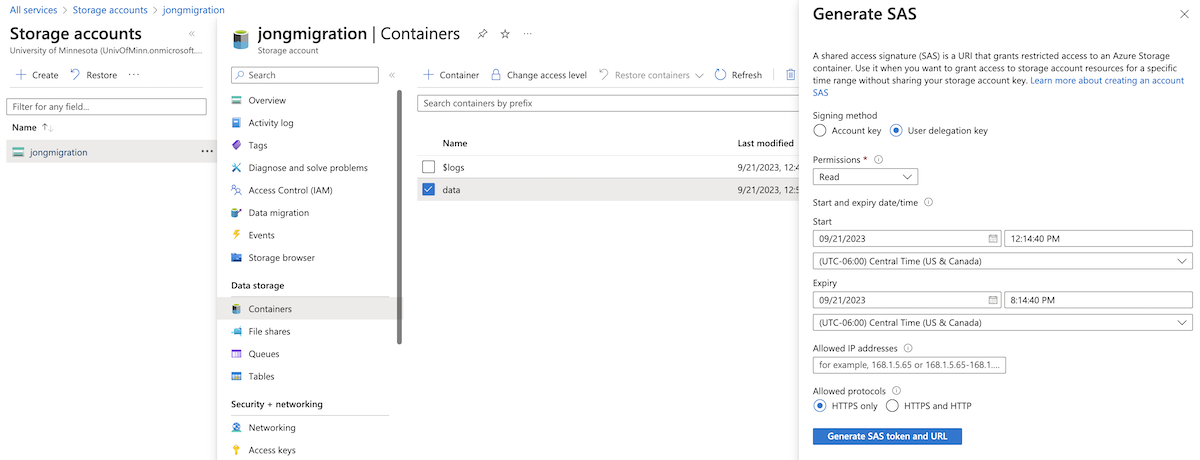 All services > Storage accounts > jongmigration
Storage accounts
University of Minnesota (UnivOfMinn.onmicrosoft....
Create Restore ...
Filter for any field...
Name
jongmigration ...
jongmigration | Containers ...
Storage account
Search
Overview
Activity log
Tags
Diagnose and solve problems
Access Control (IAM)
Data migration
Events
Storage browser
Data storage
Containers
File shares
Queues
Tables
Security + networking
Networking
Access keys
Container Change access level Restore containers Refresh
Search containers by prefix
Name Last modified
$logs 9/21/2023, 12:4
data 9/21/2023, 12:5
Generate SAS
A shared access signature (SAS) is a URI that grants restricted access to an Azure Storage
container. Use it when you want to grant access to storage account resources for a specific
time range without sharing your storage account key. Learn more about creating an account
SAS
Signing method
Account key User delegation key
Permissions *
Read
Start and expiry date/time
Start
09/21/2023 12:14:40 PM
(UTC-06:00) Central Time (US & Canada)
Expiry
09/21/2023 8:14:40 PM
(UTC-06:00) Central Time (US & Canada)
Allowed IP addresses
for example, 168.1.5.65 or 168.1.5.65-168.1....
Allowed protocols
HTTPS only HTTPS and HTTP
Generate SAS token and URL